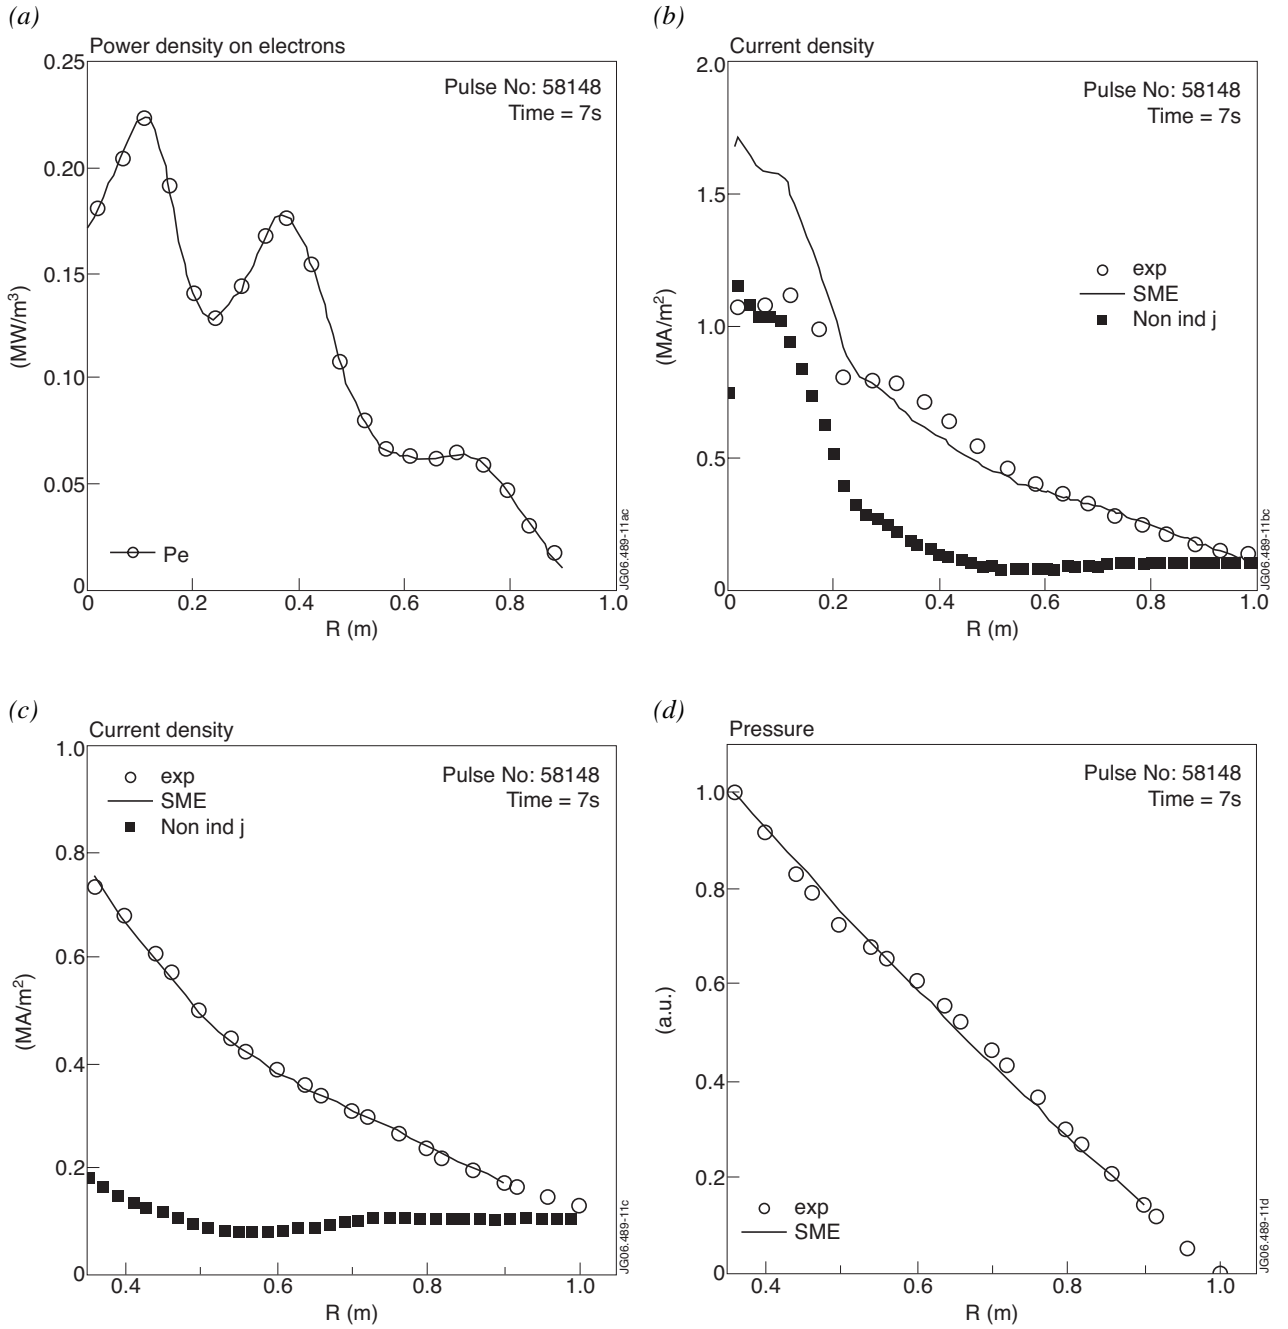 (a)
Power density on electrons
0.25
0.20
0.15
0.10
0.05
0
(MW/m³)
Pulse No: 58148
Time = 7s
Pe
0 0.2 0.4 0.6 0.8 1.0
R (m)
JG06.489-11ac
(b)
Current density
2.0
1.5
1.0
0.5
0
(MA/m²)
Pulse No: 58148
Time = 7s
exp
SME
Non ind j
0 0.2 0.4 0.6 0.8 1.0
R (m)
JG06.489-11bc
(c)
Current density
1.0
0.8
0.6
0.4
0.2
0
(MA/m²)
exp
SME
Non ind j
Pulse No: 58148
Time = 7s
0.4 0.6 0.8 1.0
R (m)
JG06.489-11c
(d)
Pressure
1.0
0.8
0.6
0.4
0.2
0
(a.u.)
Pulse No: 58148
Time = 7s
exp
SME
0.4 0.6 0.8 1.0
R (m)
JG06.489-11d